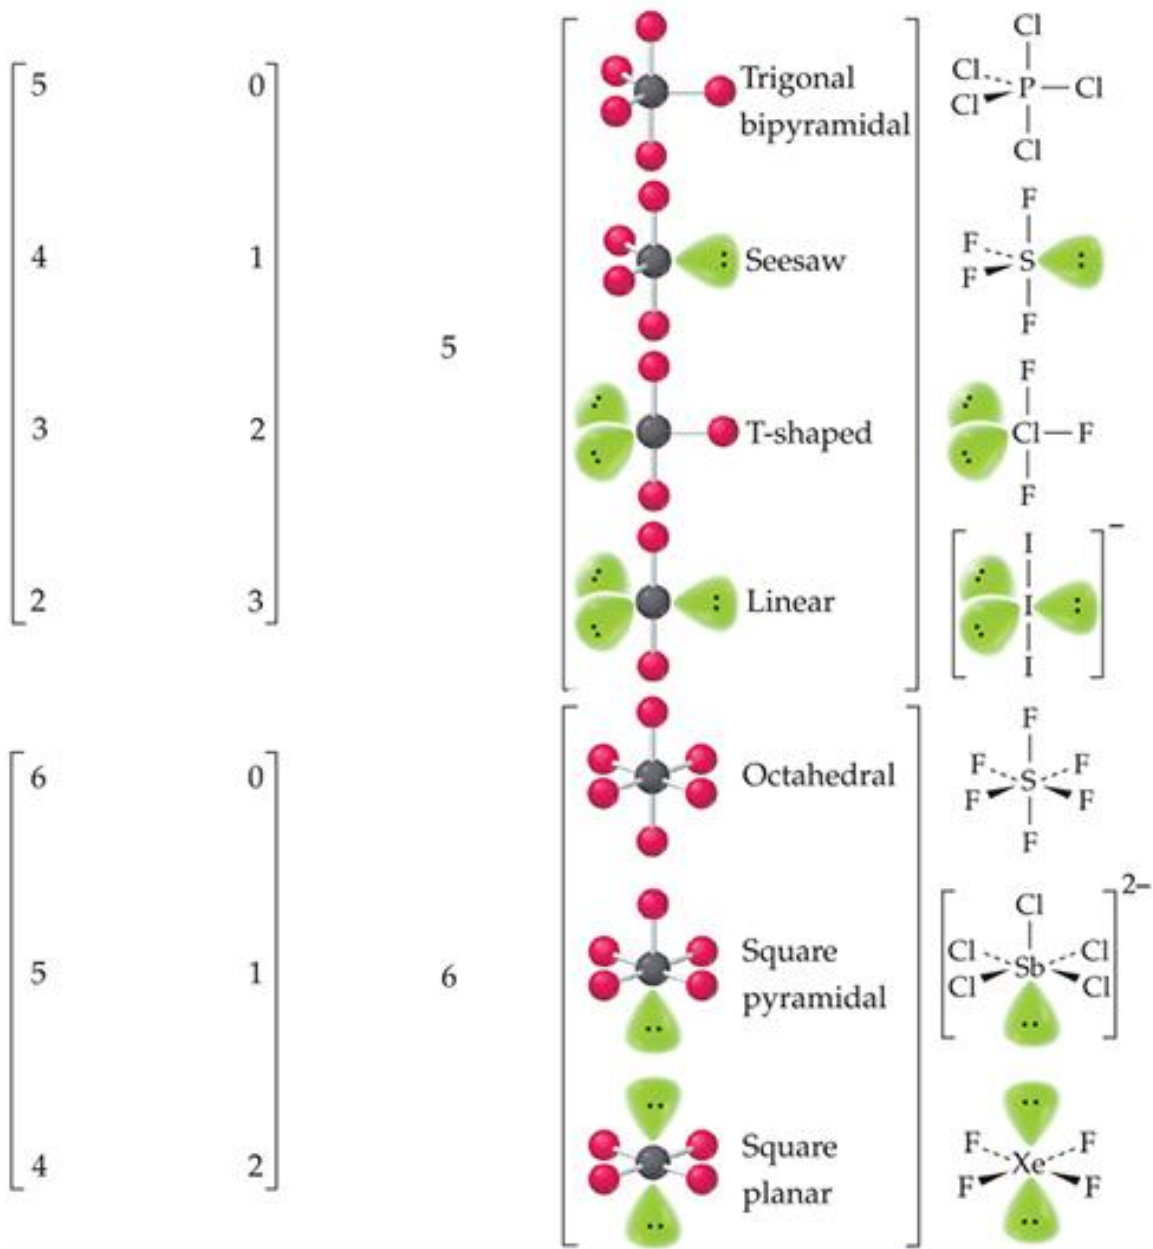 5 0 Trigonal
bipyramidal
Cl
Cl P Cl
Cl
Cl
4 1 Seesaw
F
F S
F
F
5
3 2 T-shaped
F
Cl F
F
2 3 Linear
I −
I
I
6 0 Octahedral
F
F F
S
F F
F
5 1 6 Square
pyramidal
Cl 2−
Cl Cl
Sb
Cl Cl
4 2 Square
planar
F F
Xe
F F